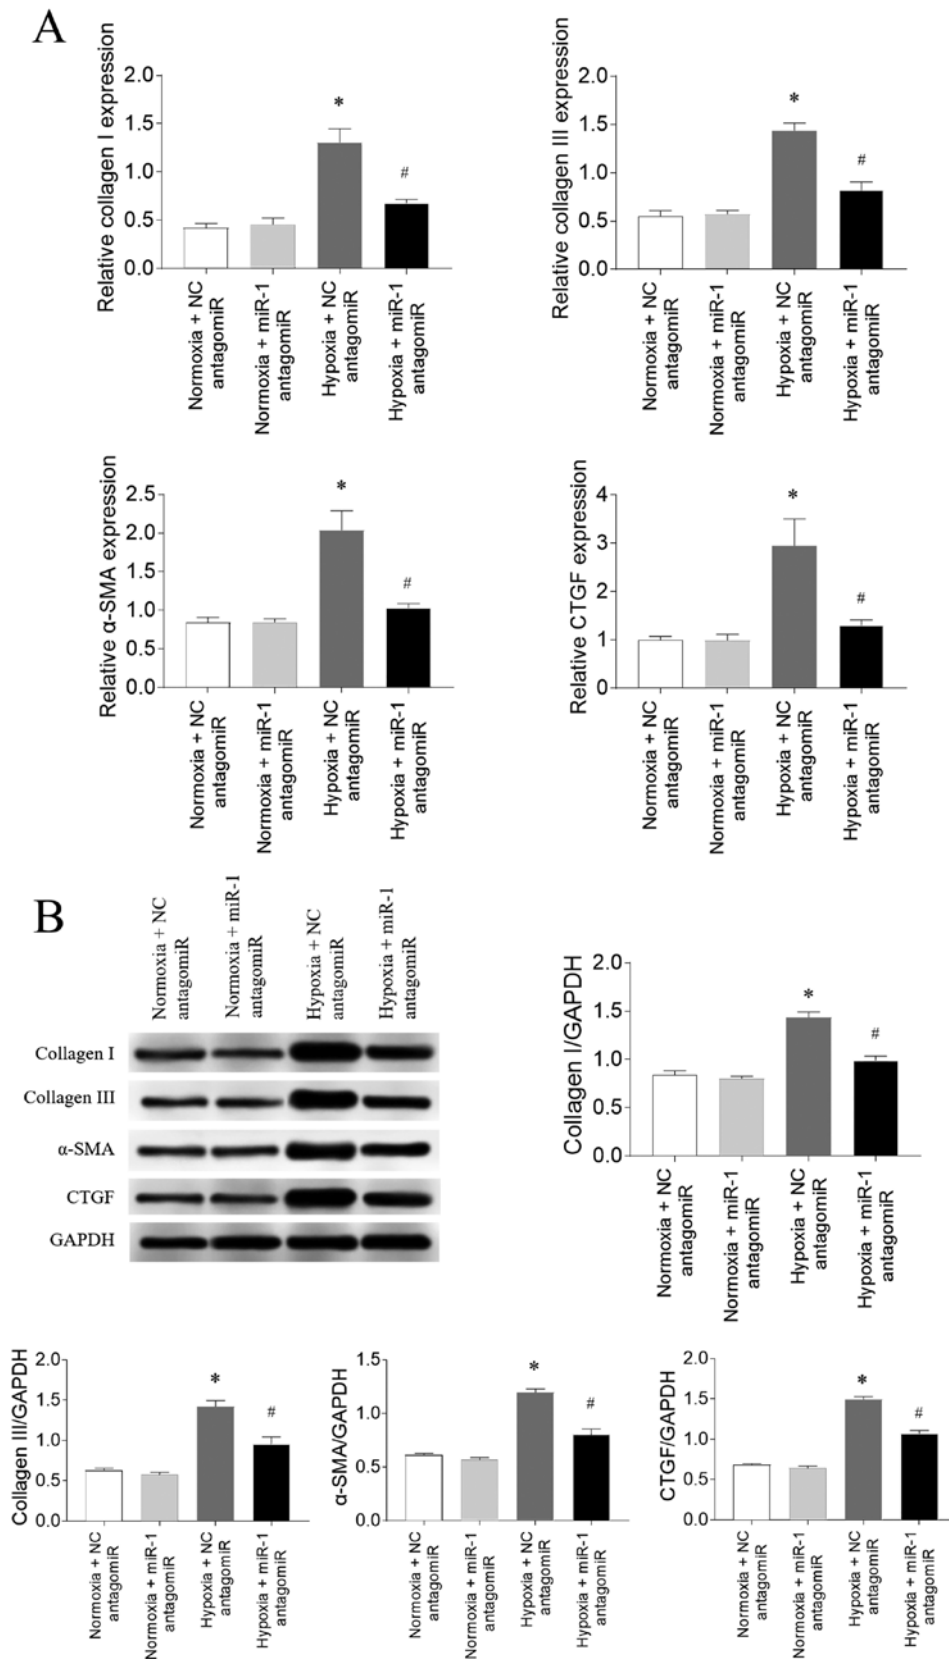 A
Relative collagen I expression
2.0
1.5
1.0
0.5
0.0
*
#
Normoxia + NC
antagomiR
Normoxia + miR-1
antagomiR
Hypoxia + NC
antagomiR
Hypoxia + miR-1
antagomiR
Relative collagen III expression
2.0
1.5
1.0
0.5
0.0
*
#
Normoxia + NC
antagomiR
Normoxia + miR-1
antagomiR
Hypoxia + NC
antagomiR
Hypoxia + miR-1
antagomiR
Relative α-SMA expression
2.5
2.0
1.5
1.0
0.5
0.0
*
#
Normoxia + NC
antagomiR
Normoxia + miR-1
antagomiR
Hypoxia + NC
antagomiR
Hypoxia + miR-1
antagomiR
Relative CTGF expression
4
3
2
1
0
*
#
Normoxia + NC
antagomiR
Normoxia + miR-1
antagomiR
Hypoxia + NC
antagomiR
Hypoxia + miR-1
antagomiR
B
Normoxia + NC
antagomiR
Normoxia + miR-1
antagomiR
Hypoxia + NC
antagomiR
Hypoxia + miR-1
antagomiR
Collagen I
Collagen III
α-SMA
CTGF
GAPDH
Collagen I/GAPDH
2.0
1.5
1.0
0.5
0.0
*
#
Normoxia + NC
antagomiR
Normoxia + miR-1
antagomiR
Hypoxia + NC
antagomiR
Hypoxia + miR-1
antagomiR
Collagen III/GAPDH
2.0
1.5
1.0
0.5
0.0
*
#
Normoxia + NC
antagomiR
Normoxia + miR-1
antagomiR
Hypoxia + NC
antagomiR
Hypoxia + miR-1
antagomiR
α-SMA/GAPDH
1.5
1.0
0.5
0.0
*
#
Normoxia + NC
antagomiR
Normoxia + miR-1
antagomiR
Hypoxia + NC
antagomiR
Hypoxia + miR-1
antagomiR
CTGF/GAPDH
2.0
1.5
1.0
0.5
0.0
*
#
Normoxia + NC
antagomiR
Normoxia + miR-1
antagomiR
Hypoxia + NC
antagomiR
Hypoxia + miR-1
antagomiR